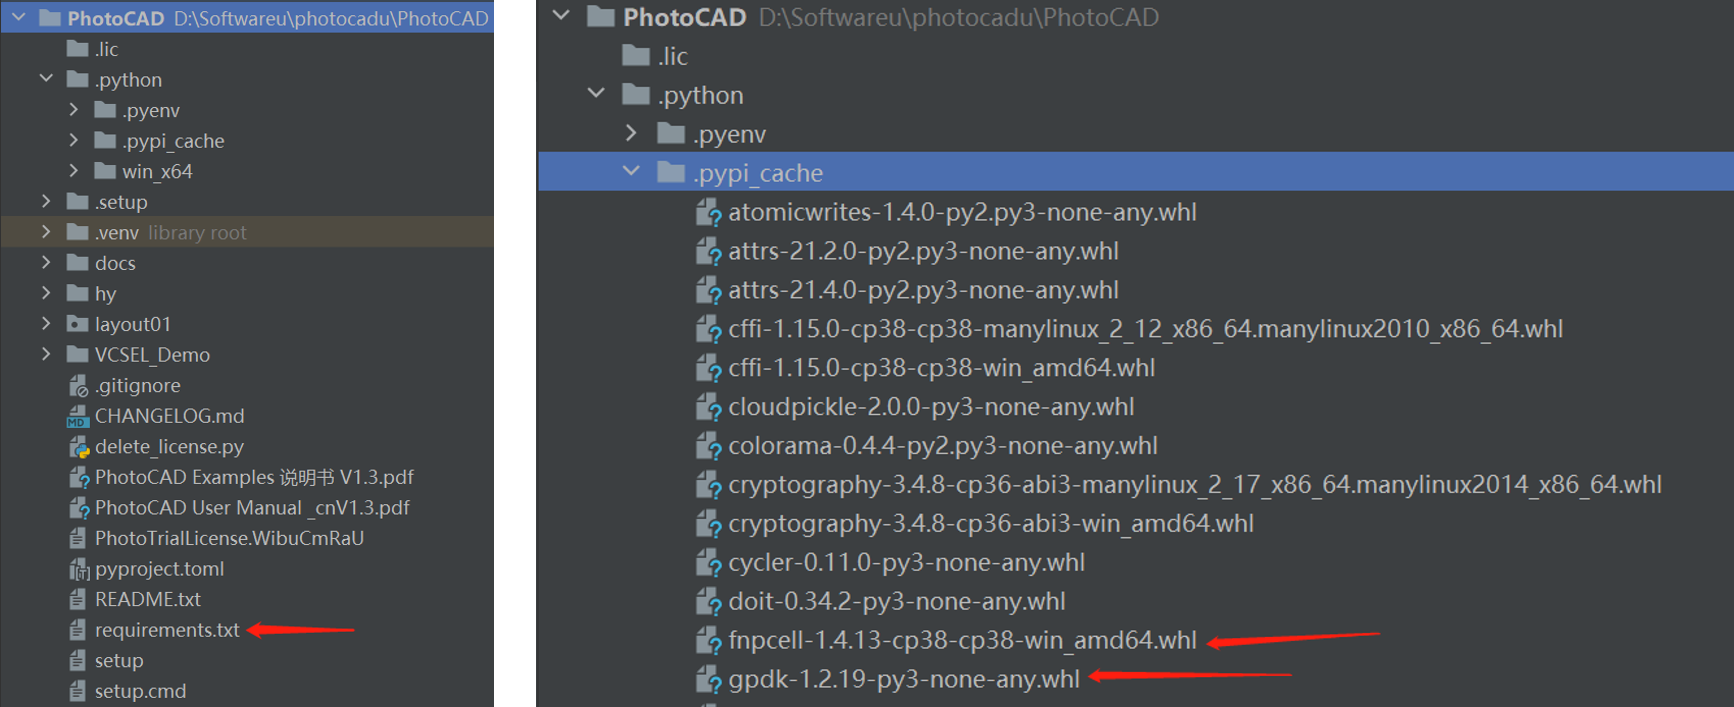 PhotoCAD D:\Softwareu\photocadu\PhotoCAD
.lic
.python
.pyenv
.pypi_cache
win_x64
.setup
.venv library root
docs
hy
layout01
VCSEL_Demo
.gitignore
CHANGELOG.md
delete_license.py
PhotoCAD Examples 说明书 V1.3.pdf
PhotoCAD User Manual _cnV1.3.pdf
PhotoTrialLicense.WibuCmRaU
pyproject.toml
README.txt
requirements.txt
setup
setup.cmd
PhotoCAD D:\Softwareu\photocadu\PhotoCAD
.lic
.python
.pyenv
.pypi_cache
atomicwrites-1.4.0-py2.py3-none-any.whl
attrs-21.2.0-py2.py3-none-any.whl
attrs-21.4.0-py2.py3-none-any.whl
cffi-1.15.0-cp38-cp38-manylinux_2_12_x86_64.manylinux2010_x86_64.whl
cffi-1.15.0-cp38-cp38-win_amd64.whl
cloudpickle-2.0.0-py3-none-any.whl
colorama-0.4.4-py2.py3-none-any.whl
cryptography-3.4.8-cp36-abi3-manylinux_2_17_x86_64.manylinux2014_x86_64.whl
cryptography-3.4.8-cp36-abi3-win_amd64.whl
cycler-0.11.0-py3-none-any.whl
doit-0.34.2-py3-none-any.whl
fnpcell-1.4.13-cp38-cp38-win_amd64.whl
gpdk-1.2.19-py3-none-any.whl